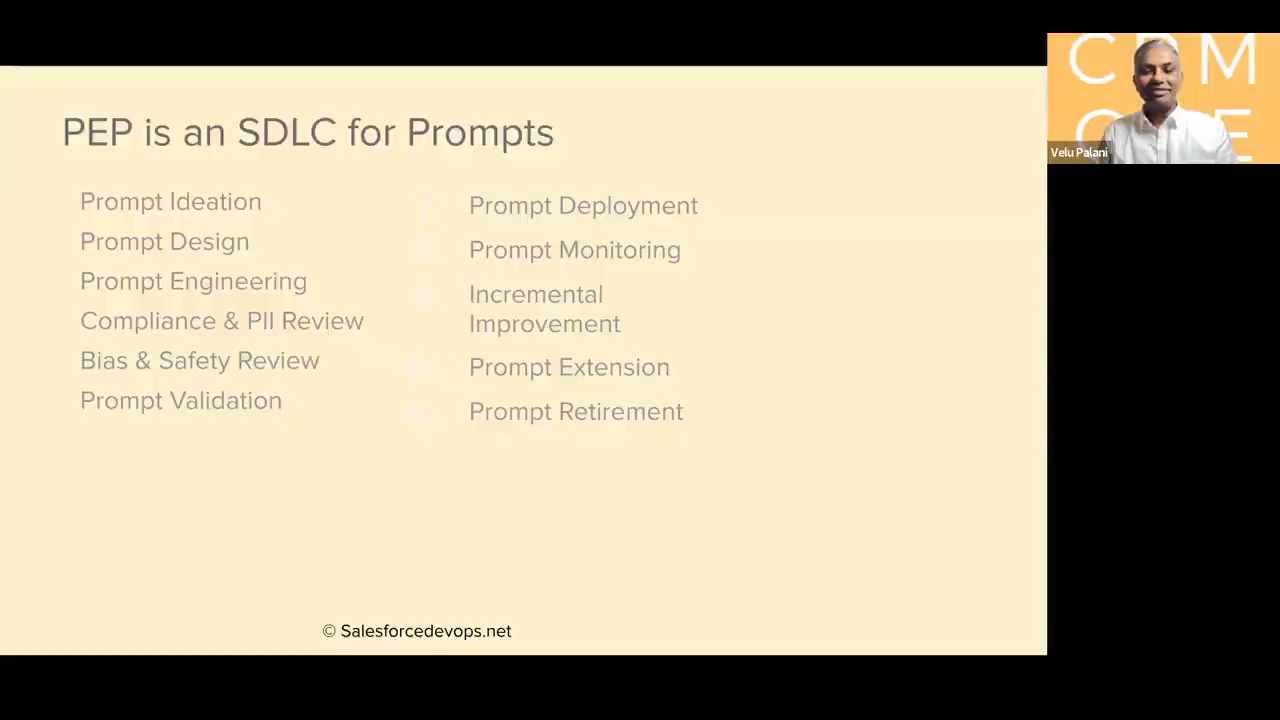 PEP is an SDLC for Prompts
Prompt Ideation
Prompt Design
Prompt Engineering
Compliance & PII Review
Bias & Safety Review
Prompt Validation
Prompt Deployment
Prompt Monitoring
Incremental
Improvement
Prompt Extension
Prompt Retirement
© Salesforcedevops.net
Velu Palani